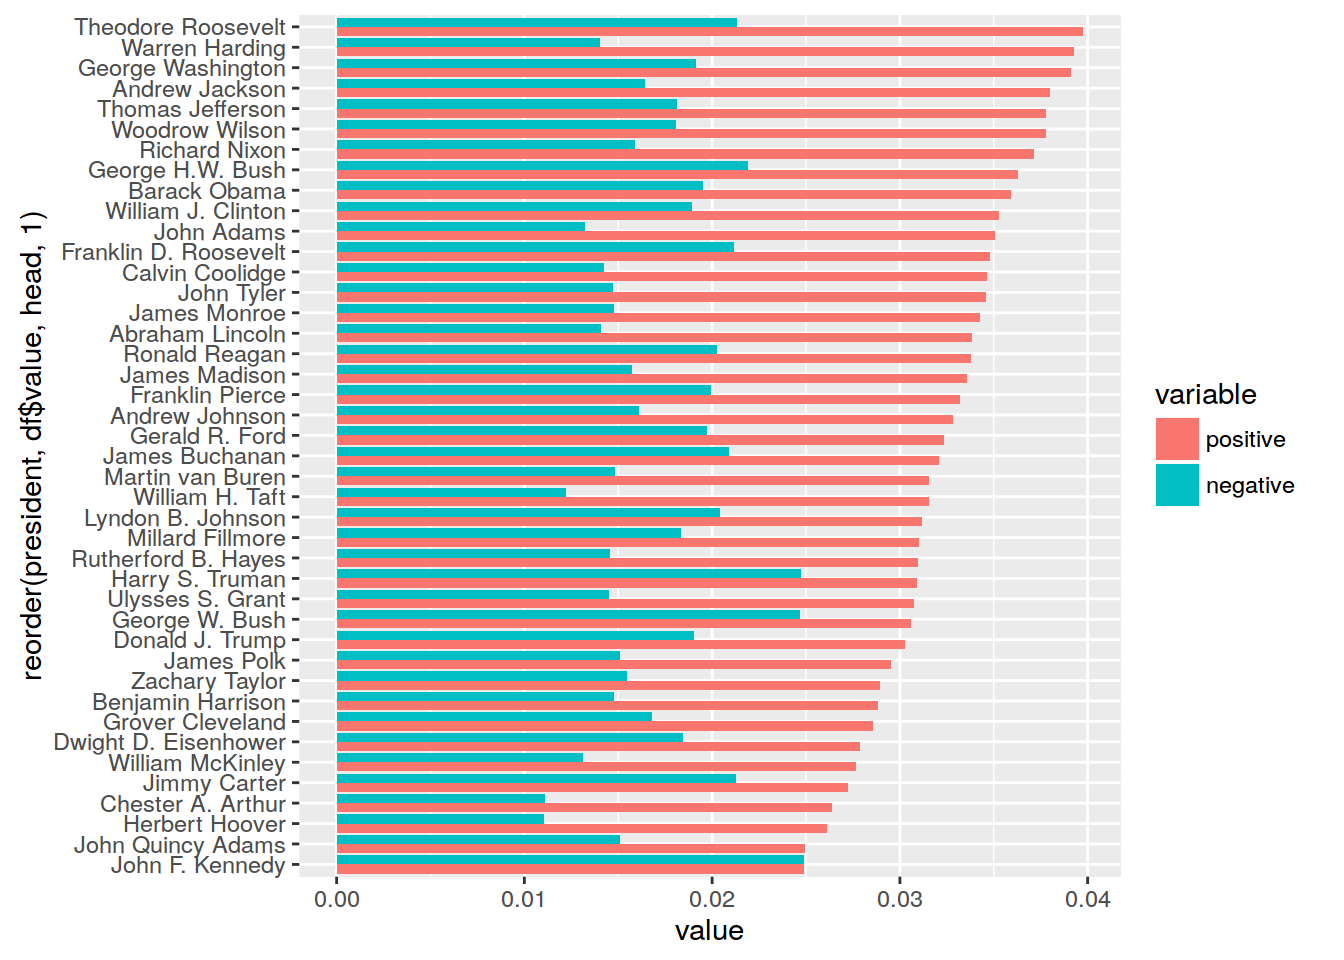 reorder(president, df$value, head, 1)
Theodore Roosevelt
Warren Harding
George Washington
Andrew Jackson
Thomas Jefferson
Woodrow Wilson
Richard Nixon
George H.W. Bush
Barack Obama
William J. Clinton
John Adams
Franklin D. Roosevelt
Calvin Coolidge
John Tyler
James Monroe
Abraham Lincoln
Ronald Reagan
James Madison
Franklin Pierce
Andrew Johnson
Gerald R. Ford
James Buchanan
Martin van Buren
William H. Taft
Lyndon B. Johnson
Millard Fillmore
Rutherford B. Hayes
Harry S. Truman
Ulysses S. Grant
George W. Bush
Donald J. Trump
James Polk
Zachary Taylor
Benjamin Harrison
Grover Cleveland
Dwight D. Eisenhower
William McKinley
Jimmy Carter
Chester A. Arthur
Herbert Hoover
John Quincy Adams
John F. Kennedy
0.00 0.01 0.02 0.03 0.04
value
variable
positive
negative